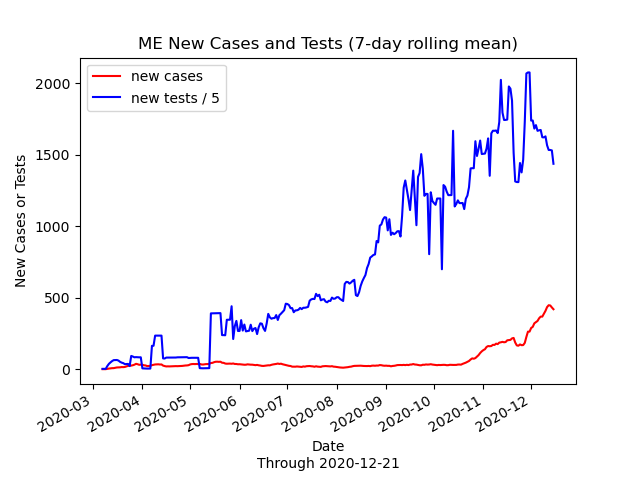 ME New Cases and Tests (7-day rolling mean)
new cases
new tests / 5
New Cases or Tests
2000
1500
1000
500
0
2020-03
2020-04
2020-05
2020-06
2020-07
2020-08
2020-09
2020-10
2020-11
2020-12
Date
Through 2020-12-21